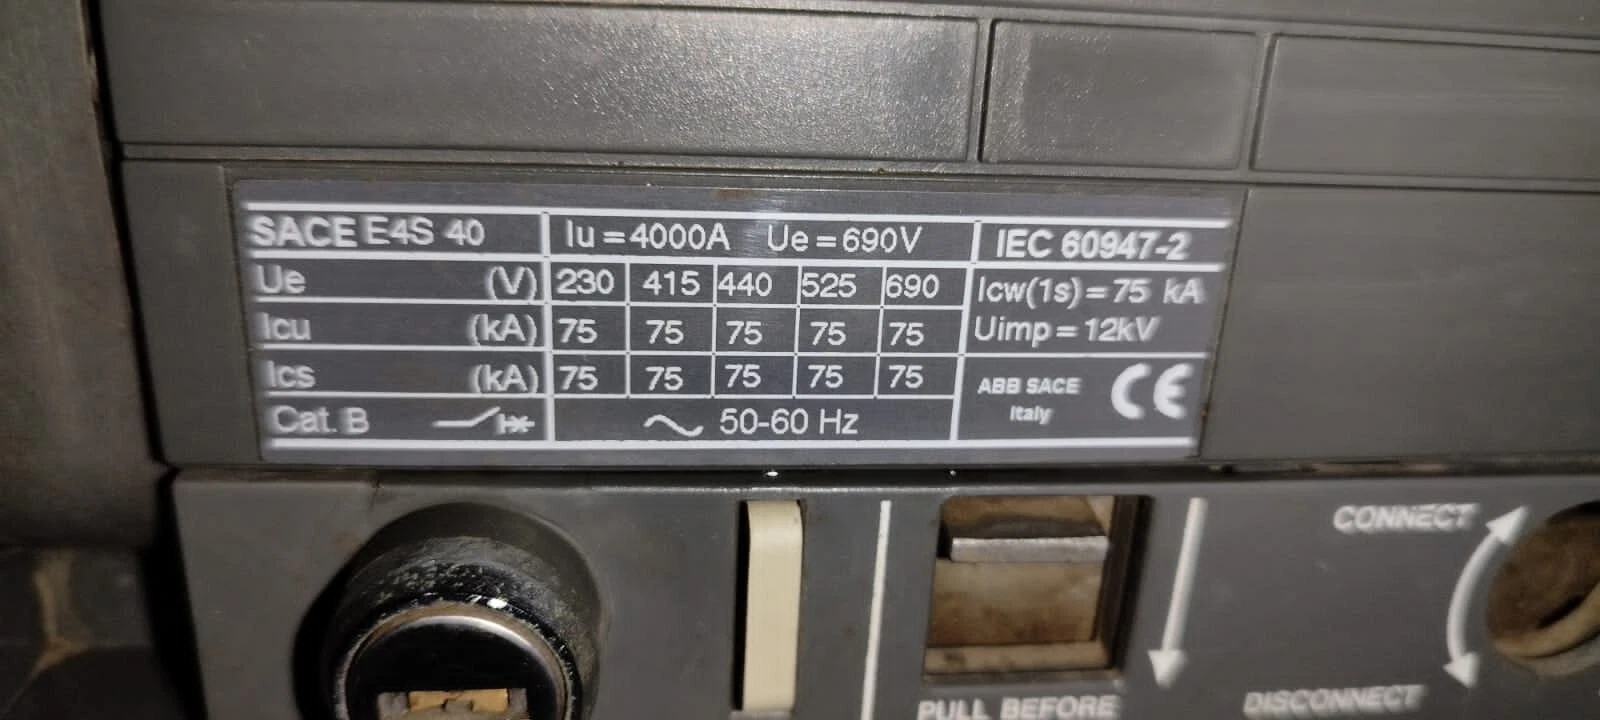 SACE E4S 40 Iu = 4000A Ue = 690V IEC 60947-2
Ue (V) 230 415 440 525 690 Icw(1s) = 75 kA
Icu (kA) 75 75 75 75 75 Uimp = 12kV
Ics (kA) 75 75 75 75 75 ABB SACE CE
Italy
Cat. B 50-60 Hz
CONNECT
PULL BEFORE
DISCONNECT